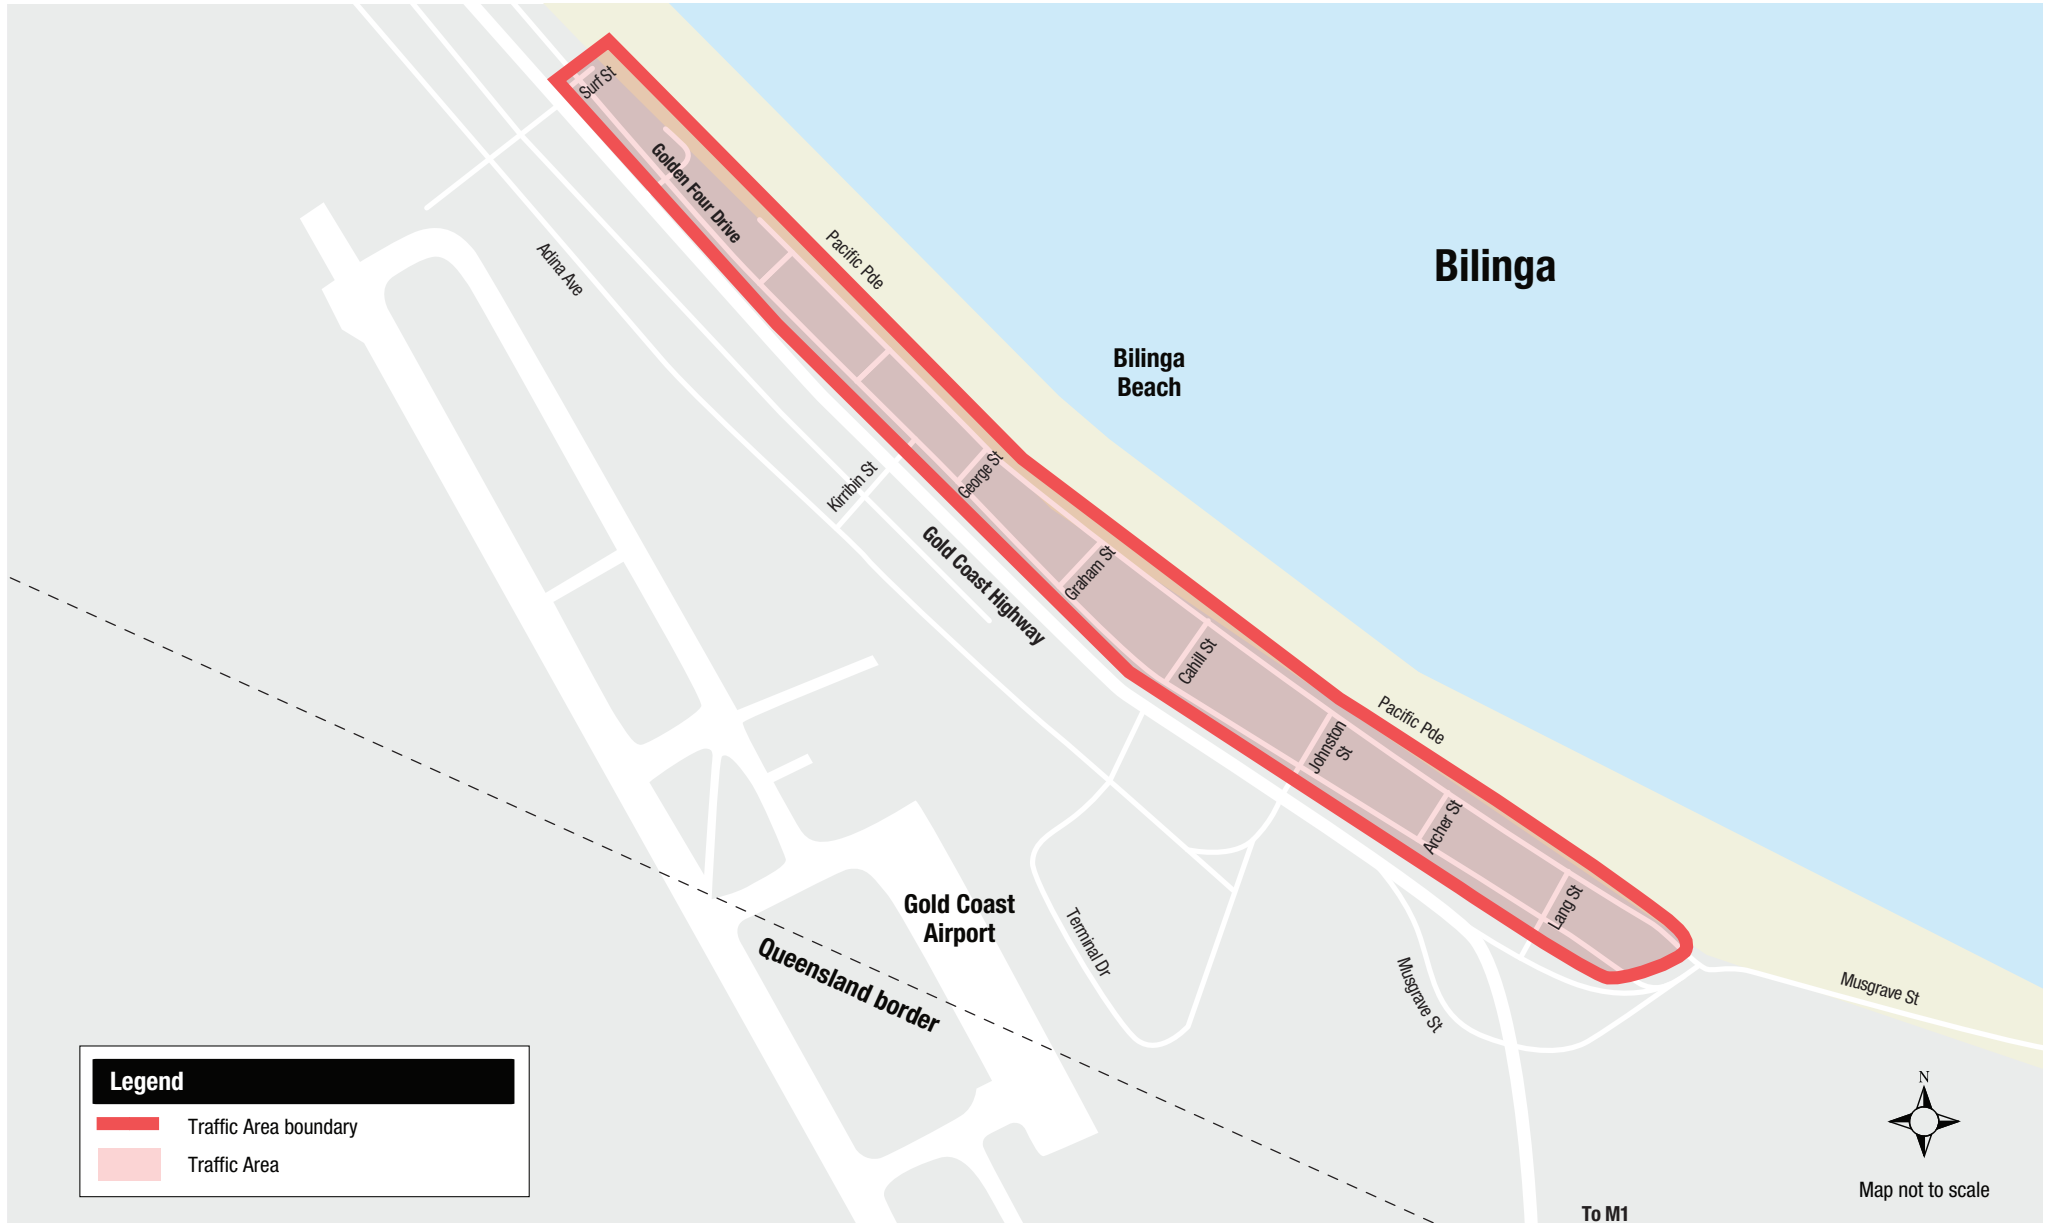 Surf St
Golden Four Drive
Pacific Pde
Adina Ave
Bilinga
Bilinga
Beach
Kirribin St
George St
Gold Coast Highway
Graham St
Cahill St
Pacific Pde
Johnston
St
Archer St
Lang St
Gold Coast
Airport
Terminal Dr
Queensland border
Musgrave St
Musgrave St
Legend
Traffic Area boundary
Traffic Area
N
Map not to scale
To M1